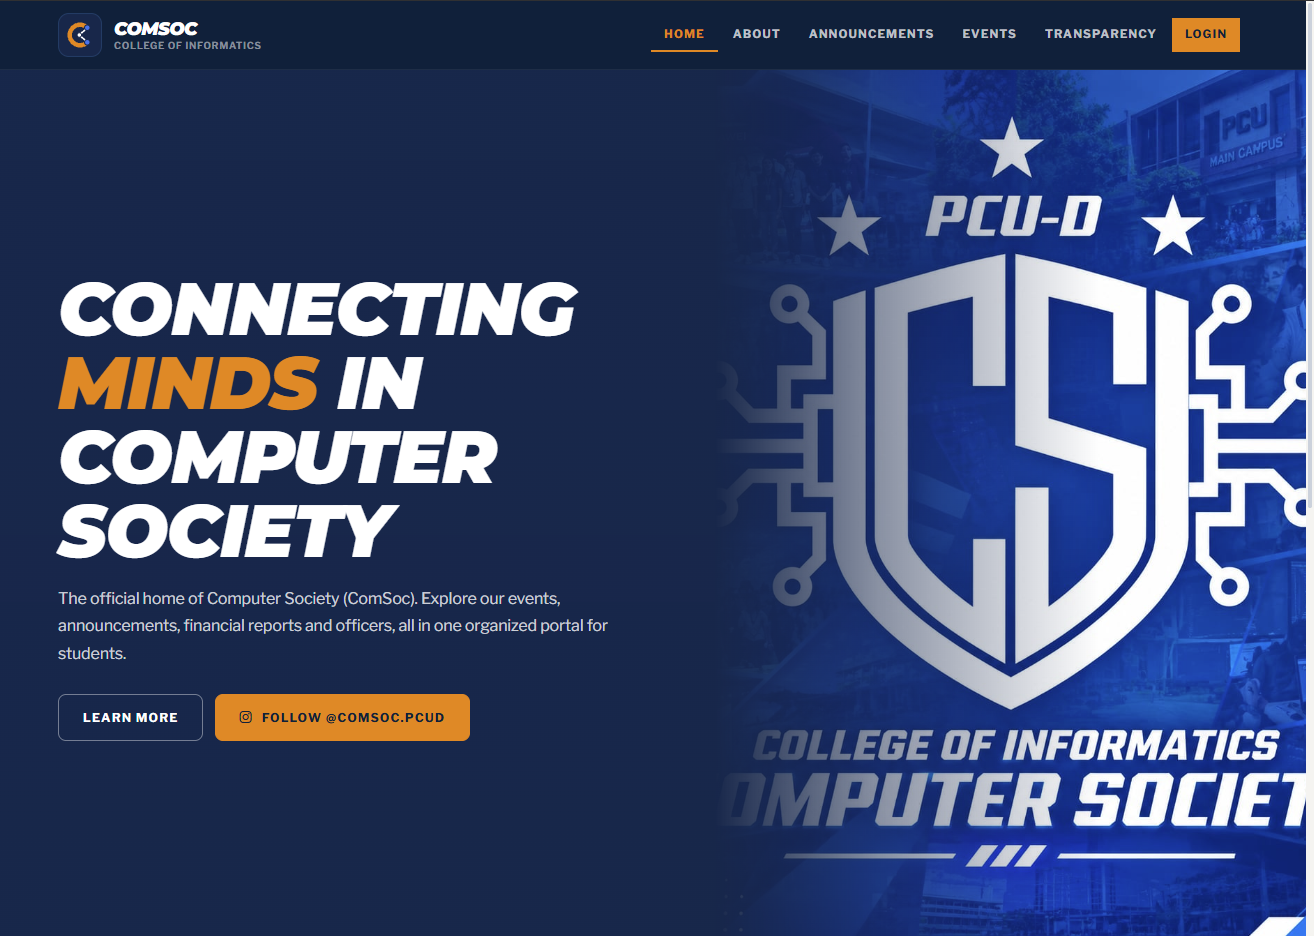 COMSOC
COLLEGE OF INFORMATICS
HOME ABOUT ANNOUNCEMENTS EVENTS TRANSPARENCY LOGIN
CONNECTING
MINDS IN
COMPUTER
SOCIETY
The official home of Computer Society (ComSoc). Explore our events,
announcements, financial reports and officers, all in one organized portal for
students.
LEARN MORE
FOLLOW @COMSOC.PCUD
PCU
MAIN CAMPUS
PCU-D
CS
COLLEGE OF INFORMATICS
OMPUTER SOCIET